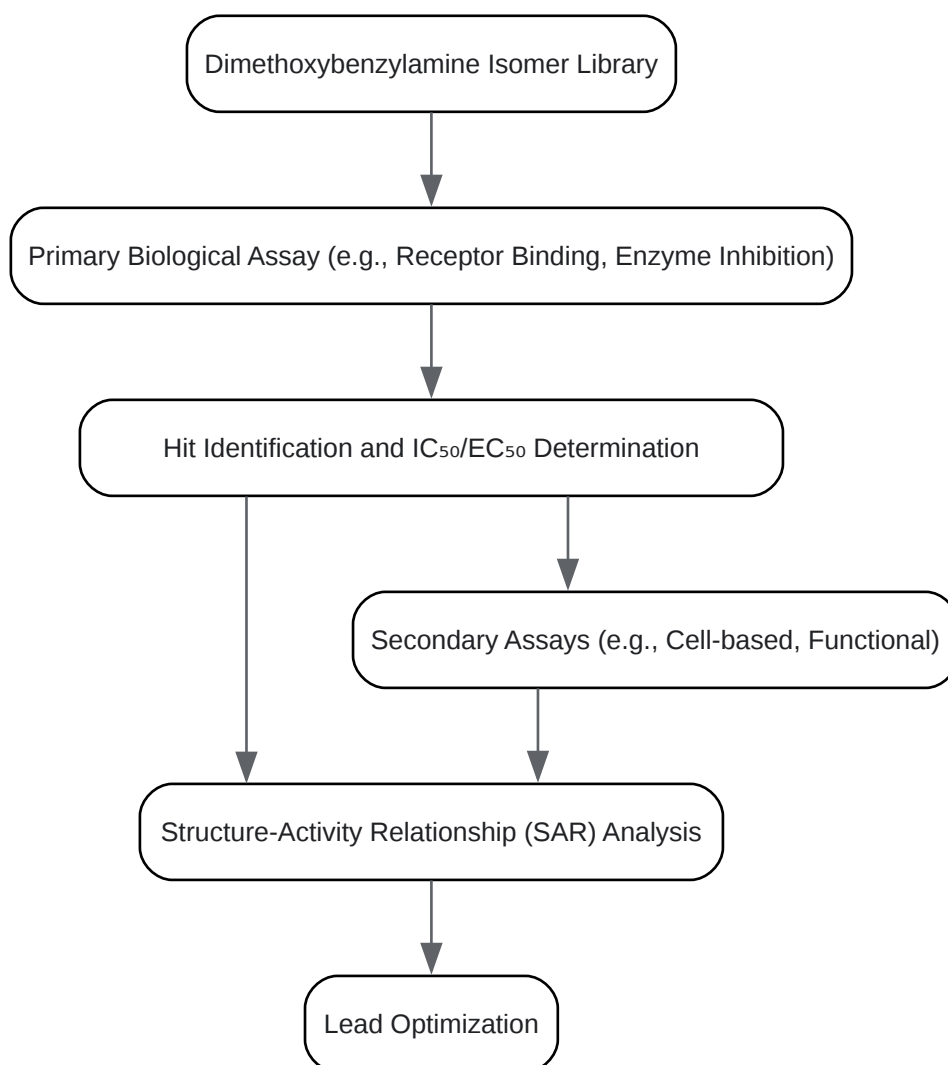 Dimethoxybenzylamine Isomer Library
Primary Biological Assay (e.g., Receptor Binding, Enzyme Inhibition)
Hit Identification and IC₅₀/EC₅₀ Determination
Secondary Assays (e.g., Cell-based, Functional)
Structure-Activity Relationship (SAR) Analysis
Lead Optimization